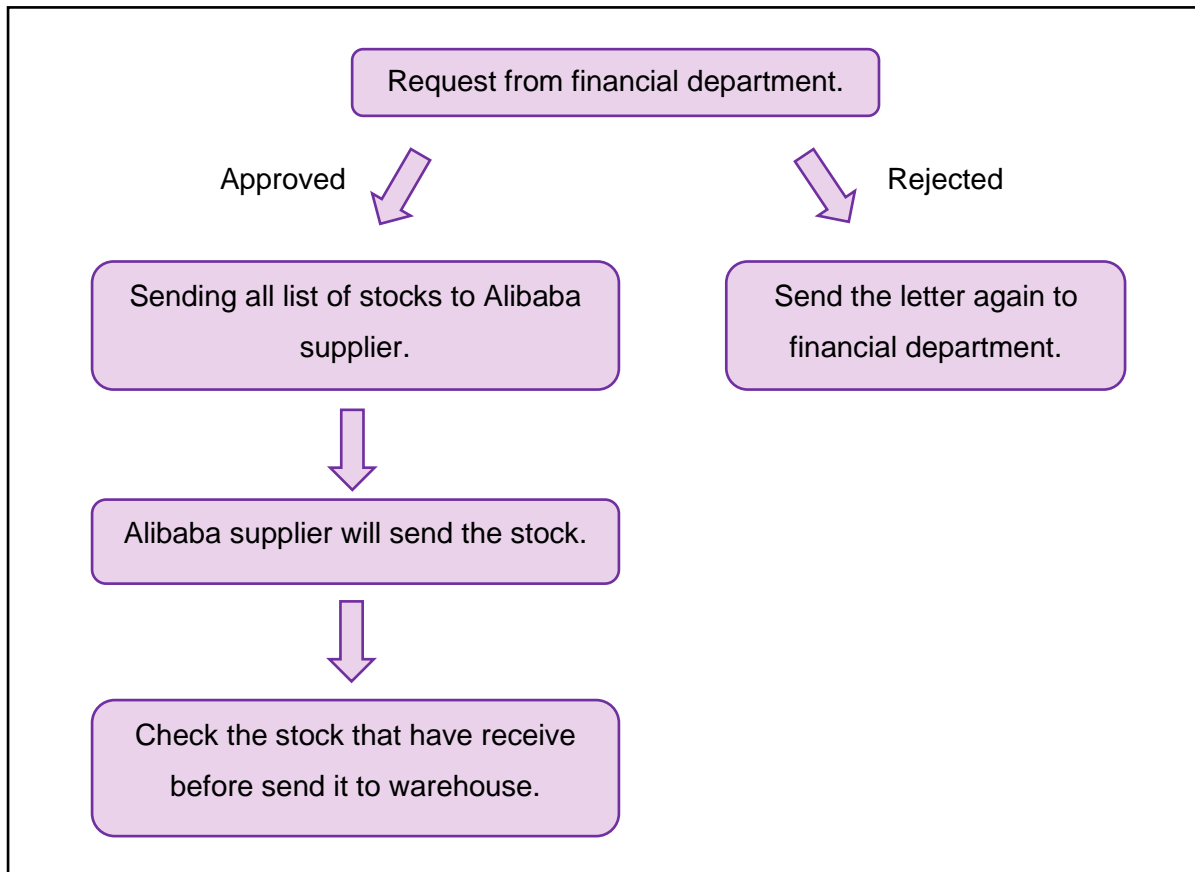 Request from financial department.
Approved
Rejected
Sending all list of stocks to Alibaba
supplier.
Send the letter again to
financial department.
Alibaba supplier will send the stock.
Check the stock that have receive
before send it to warehouse.